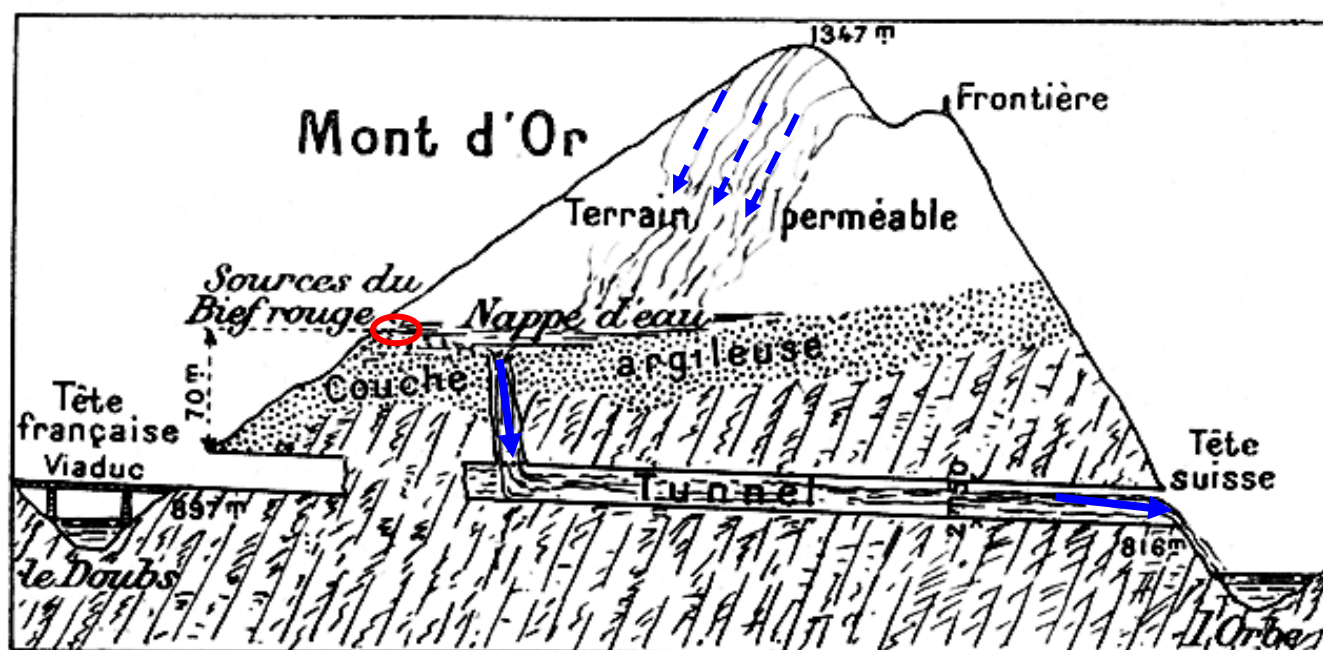 1347 m
Frontière
Mont d'Or
Terrain perméable
Sources du
Bief rouge
Nappe d'eau
argileuse
Couche
70 m
Tête
française
Viaduc
897 m
Tête
suisse
Tunnel
816 m
le Doubs
l'Orbe